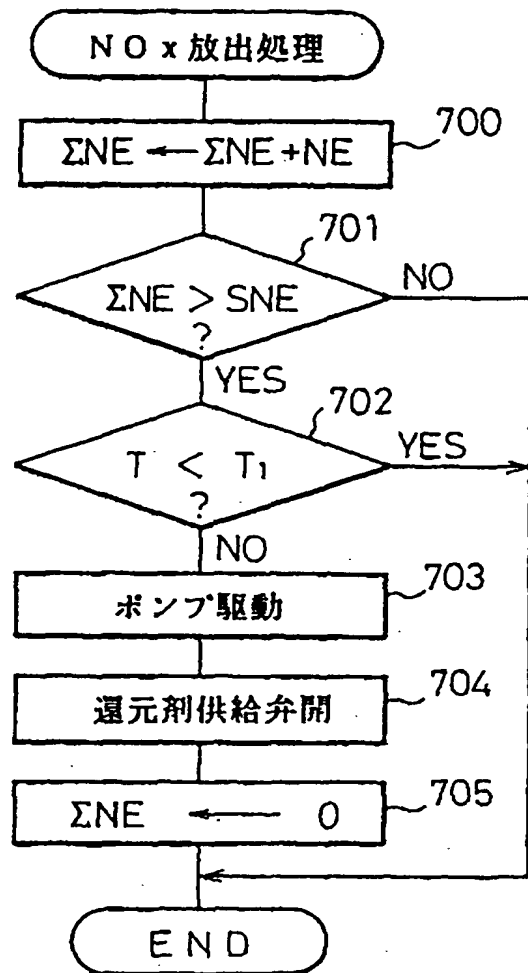 NOx放出処理
700
ΣNE ← ΣNE+NE
701
ΣNE > SNE
?
NO
YES
702
T < T1
?
YES
NO
703
ポンプ駆動
704
還元剤供給弁開
705
ΣNE ← 0
END